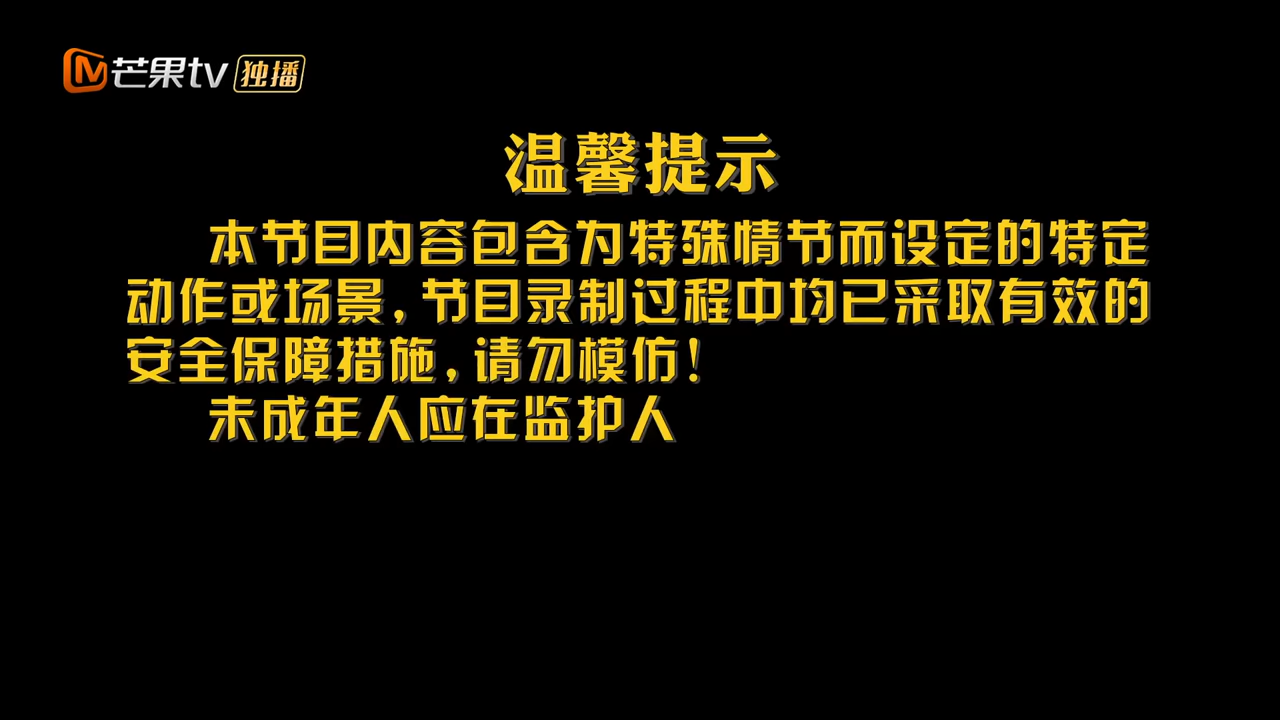 芒果tv 独播
温馨提示
本节目内容包含为特殊情节而设定的特定
动作或场景,节目录制过程中均已采取有效的
安全保障措施,请勿模仿!
未成年人应在监护人